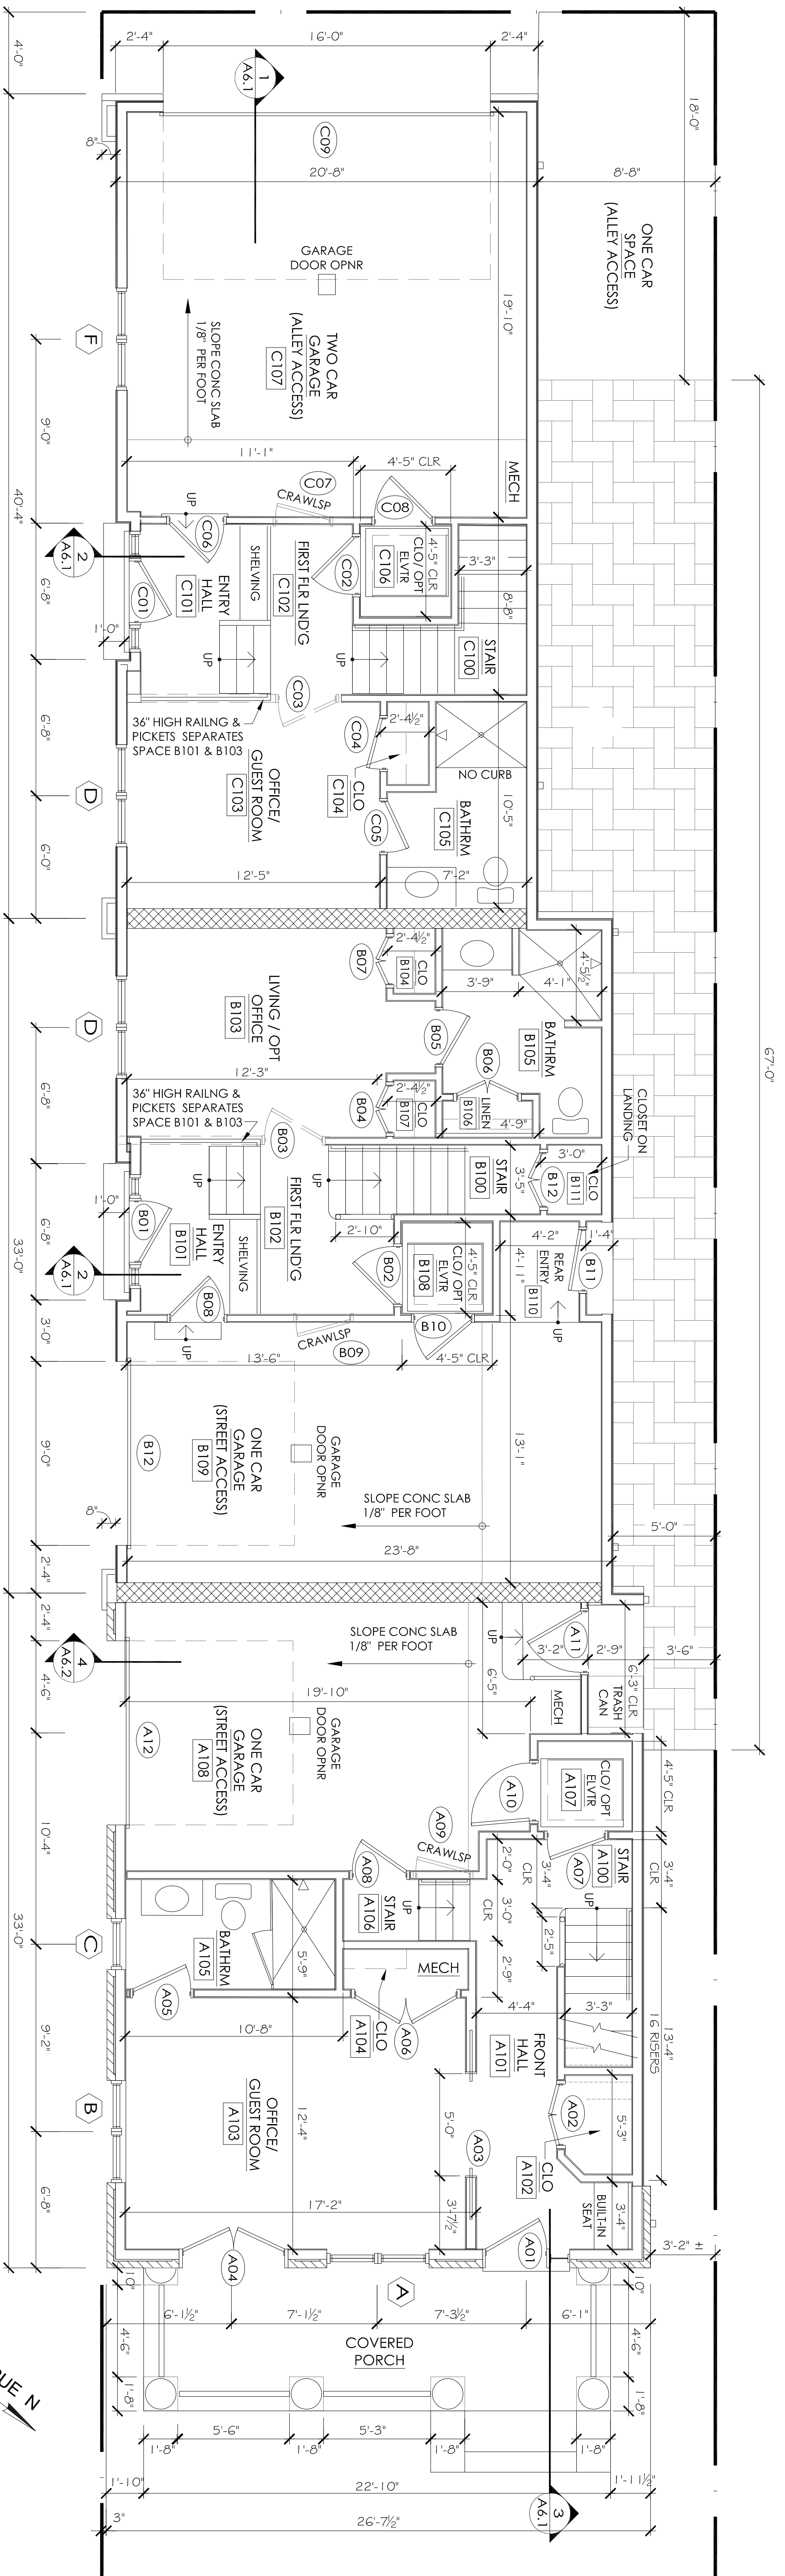 2'-4"
16'-0"
2'-4"
4'-0"
18'-0"
1
A6.1
8"
C09
20'-8"
8'-8"
ONE CAR
SPACE
(ALLEY ACCESS)
GARAGE
DOOR OPNR
19'-10"
SLOPE CONC SLAB
1/8" PER FOOT
TWO CAR
GARAGE
(ALLEY ACCESS)
C107
F
9'-0"
40'-4"
11'-1"
4'-5" CLR
MECH
C07
CRAWLSP
C08
UP
C06
SHELVING
FIRST FLR LND'G
C102
C02
CLO/ OPT
ELVTR
C106
4'-5" CLR
3'-3"
8'-8"
2
A6.1
C01
ENTRY
HALL
C101
6'-8"
1'-0"
UP
UP
STAIR
C100
C03
36" HIGH RAILNG &
PICKETS SEPARATES
SPACE B101 & B103
6'-8"
C04
2'-4½"
CLO
C104
NO CURB
OFFICE/
GUEST ROOM
C103
D
C05
BATHRM
C105
10'-5"
6'-0"
12'-5"
7'-2"
67'-0"
B07
2'-4½"
CLO
B104
4'-5½"
3'-9"
4'-1"
LIVING / OPT
OFFICE
B103
D
B05
BATHRM
B105
B06
6'-8"
12'-3"
36" HIGH RAILNG &
PICKETS SEPARATES
SPACE B101 & B103
B04
2'-4½"
CLO
B107
LINEN
B106
4'-9"
CLOSET ON
LANDING
B03
1'-0"
UP
UP
STAIR
B100
3'-5"
B12
3'-0"
CLO
B111
6'-8"
33'-0"
B01
ENTRY
HALL
B101
SHELVING
FIRST FLR LND'G
B102
2'-10"
B02
CLO/ OPT
ELVTR
B108
4'-5" CLR
4'-2"
1'-4"
4'-11"
REAR
ENTRY
B110
B11
2
A6.1
B08
UP
B10
UP
CRAWLSP
B09
3'-0"
13'-6"
4'-5" CLR
9'-0"
B12
ONE CAR
GARAGE
(STREET ACCESS)
B109
GARAGE
DOOR OPNR
13'-1"
SLOPE CONC SLAB
1/8" PER FOOT
8"
5'-0"
2'-4"
23'-8"
2'-4"
SLOPE CONC SLAB
1/8" PER FOOT
UP
A11
3'-2"
2'-9"
3'-6"
6'-3" CLR
4
A6.2
4'-6"
6'-5"
MECH
TRASH
CAN
19'-10"
A12
ONE CAR
GARAGE
(STREET ACCESS)
A108
GARAGE
DOOR OPNR
A10
CLO/ OPT
ELVTR
A107
4'-5" CLR
10'-4"
A09
CRAWLSP
A08
2'-0"
3'-4"
CLR
A07
STAIR
A100
3'-4"
CLR
STAIR
A106
UP
3'-0"
CLR
UP
2'-5"
C
33'-0"
BATHRM
A105
5'-9"
MECH
2'-9"
A05
9'-2"
10'-8"
CLO
A104
A06
4'-4"
3'-3"
FRONT
HALL
A101
13'-4"
16 RISERS
B
OFFICE/
GUEST ROOM
A103
12'-4"
5'-0"
A03
A02
5'-3"
CLO
A102
6'-8"
17'-2"
3'-7½"
BUILT-IN
SEAT
3'-4"
3'-2" ±
A04
A01
10"
10"
A
6'-1½"
7'-1½"
7'-3½"
6'-1"
4'-6"
4'-6"
COVERED
PORCH
1'-8"
1'-8"
5'-6"
5'-3"
1'-8"
1'-8"
1'-8"
1'-8"
1'-10"
22'-10"
1'-11½"
3
A6.1
3"
26'-7½"
UE N